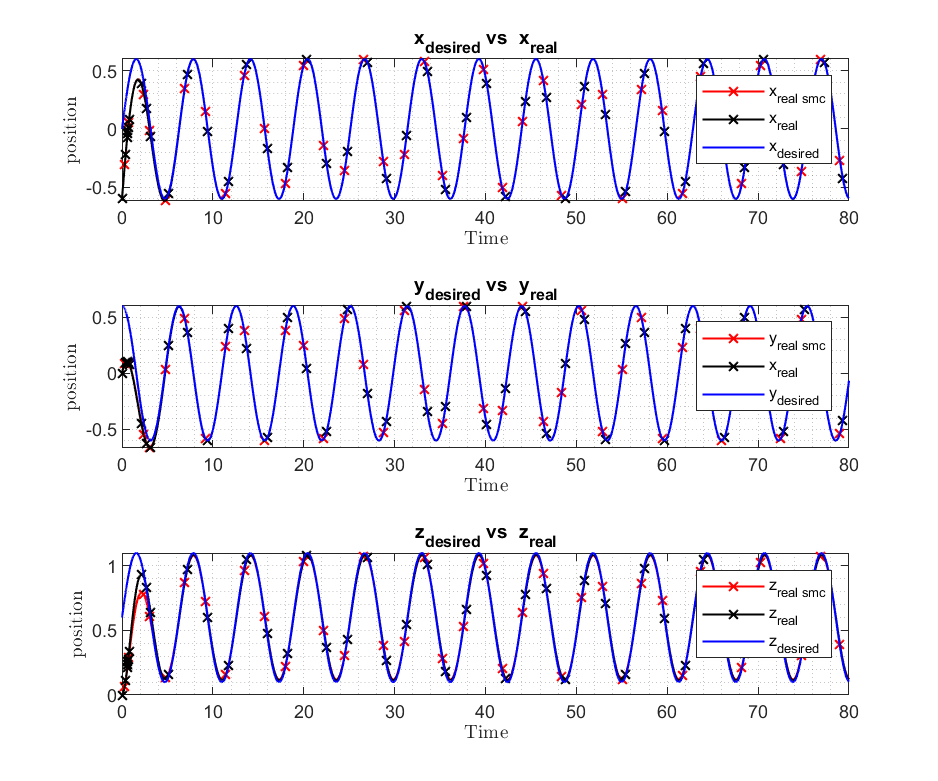 x_desired vs x_real
0.5
0
-0.5
position
x_real smc
x_real
x_desired
0 10 20 30 40 50 60 70 80
Time
y_desired vs y_real
0.5
0
-0.5
position
y_real smc
x_real
y_desired
0 10 20 30 40 50 60 70 80
Time
z_desired vs z_real
1
0.5
0
position
z_real smc
z_real
z_desired
0 10 20 30 40 50 60 70 80
Time